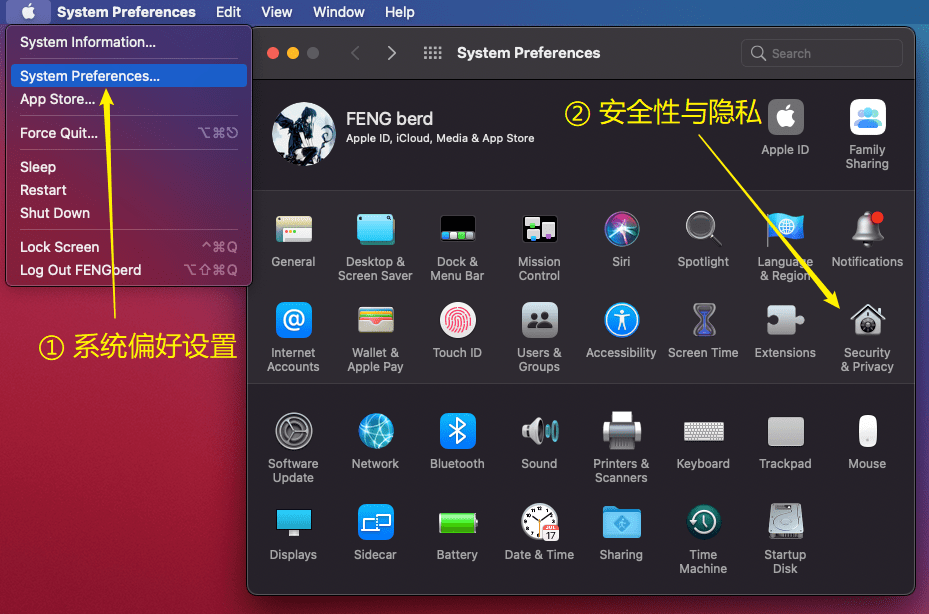 System Preferences Edit View Window Help
System Information...
System Preferences...
App Store...
Force Quit... ⌥⌘⎋
Sleep
Restart
Shut Down
Lock Screen ^⌘Q
Log Out FENGberd ⌥⇧⌘Q
① 系统偏好设置
System Preferences
Search
FENG berd
Apple ID, iCloud, Media & App Store
② 安全性与隐私
Apple ID
Family
Sharing
General
Desktop &
Screen Saver
Dock &
Menu Bar
Mission
Control
Siri
Spotlight
Language
& Region
Notifications
Internet
Accounts
Wallet &
Apple Pay
Touch ID
Users &
Groups
Accessibility
Screen Time
Extensions
Security
& Privacy
Software
Update
Network
Bluetooth
Sound
Printers &
Scanners
Keyboard
Trackpad
Mouse
Displays
Sidecar
Battery
Date & Time
Sharing
Time
Machine
Startup
Disk